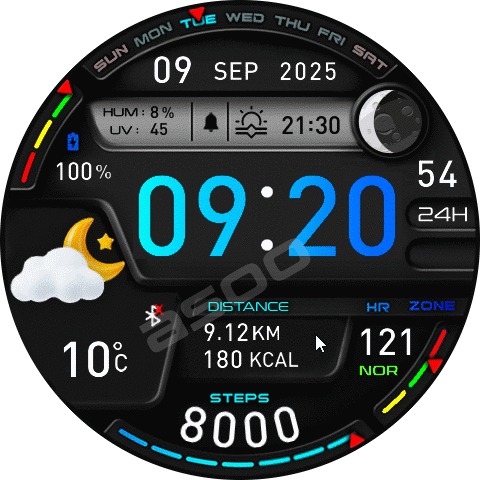 SUN MON TUE WED THU FRI SAT
09 SEP 2025
HUM: 8%
UV: 45
21:30
100%
09:20
54
24H
asoo
10°C
DISTANCE
9.12KM
180 KCAL
HR ZONE
121
NOR
STEPS
8000